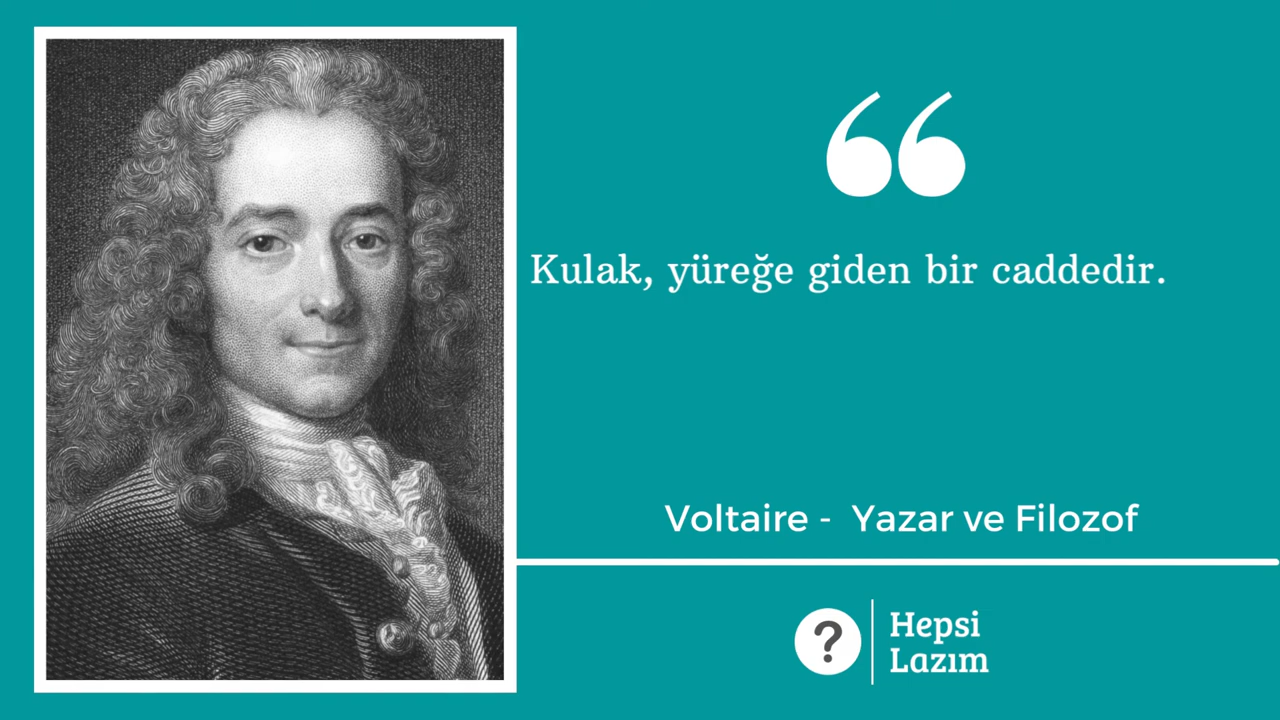 Kulak, yüreğe giden bir caddedir.
Voltaire - Yazar ve Filozof
Hepsi
Lazım